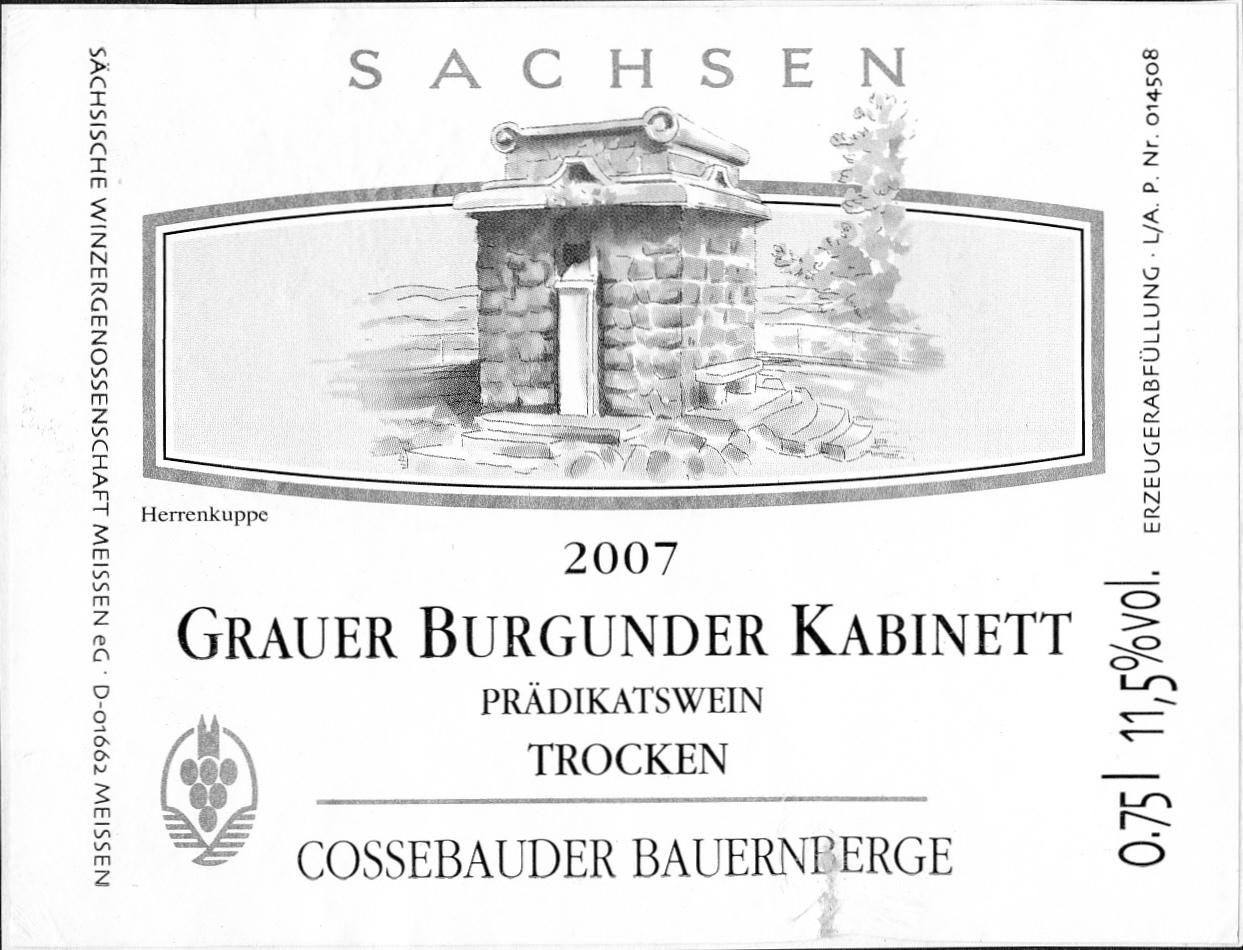 SACHSEN
SÄCHSISCHE WINZERGENOSSENSCHAFT MEISSEN eG · D-01662 MEISSEN
Herrenkuppe
2007
GRAUER BURGUNDER KABINETT
PRÄDIKATSWEIN
TROCKEN
COSSEBAUDER BAUERNBERGE
0.75 l 11,5%vol.
ERZEUGERABFÜLLUNG · L/A. P. Nr. 014508